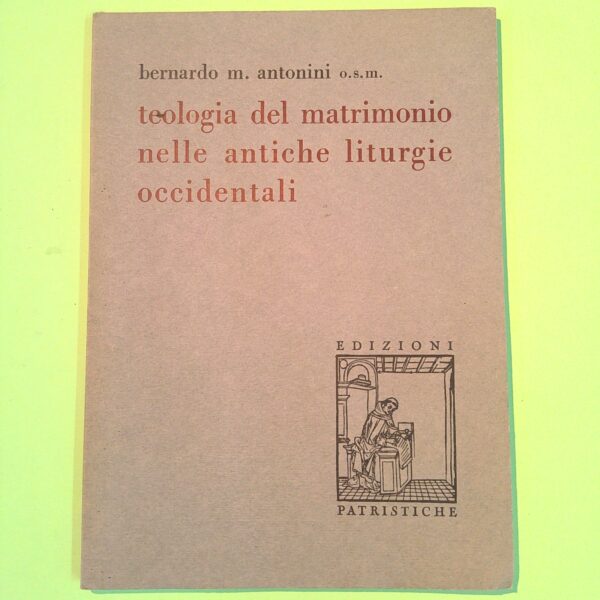 bernardo m. antonini o.s.m.
teologia del matrimonio
nelle antiche liturgie
occidentali
EDIZIONI
PATRISTICHE